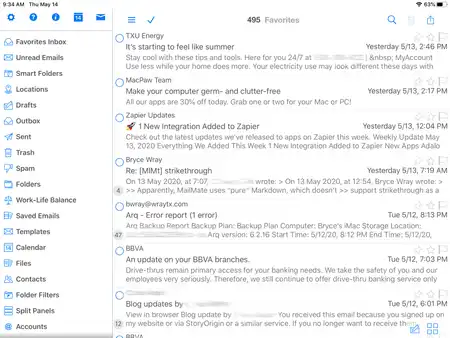 9:34 AM Thu May 14
63%
14
495 Favorites
Favorites Inbox
Unread Emails
Smart Folders
Locations
Drafts
Outbox
Sent
Trash
Spam
Folders
Work-Life Balance
Saved Emails
Templates
Calendar
Files
Contacts
Folder Filters
Split Panels
Accounts
TXU Energy
It's starting to feel like summer
Yesterday 5/13, 2:46 PM
Stay cool with these tips and tools. Here for you 24/7 at | &nbsp; MyAccount
Use less while your home does more. Your electricity use may look different these days with
MacPaw Team
Make your computer germ- and clutter-free
Yesterday 5/13, 2:17 PM
All our apps are 30% off today. Grab one or two for your Mac or PC!
Zapier Updates
🚀 1 New Integration Added to Zapier
Yesterday 5/13, 12:04 PM
Check out the latest updates we've released to apps on Zapier this week. Weekly Update May
13, 2020 Everything We Added This Week 1 New Integrations New Apps Adalo
Bryce Wray
Re: [MlMt] strikethrough
Yesterday 5/13, 7:19 AM
On 13 May 2020, at 7:07, wrote: > On 13 May 2020, at 12:54, Bryce Wray wrote: >
4
>> Apparently, MailMate uses "pure" Markdown, which doesn't >> support strikethrough as a
bwray@wraytx.com
Arq - Error report (1 error)
Tue 5/12, 8:13 PM
Arq Backup Report Backup Plan: Backup Plan Computer: Bryce's iMac Storage Location:
47
Arq version: 6.2.16 Start Time: 5/12/20, 8:12 PM End Time: 5/12/20,
BBVA
An update on your BBVA branches.
Tue 5/12, 7:03 PM
Drive-thrus remain primary access for your banking needs. We take the safety of you and our
employees very seriously. Therefore, we still continue to offer drive-thru banking service only
Blog updates by
Tue 5/12, 6:01 PM
View in browser Blog update by You received this email because you signed up on
12
my website or via StoryOrigin or a similar service. If you no longer want to receive